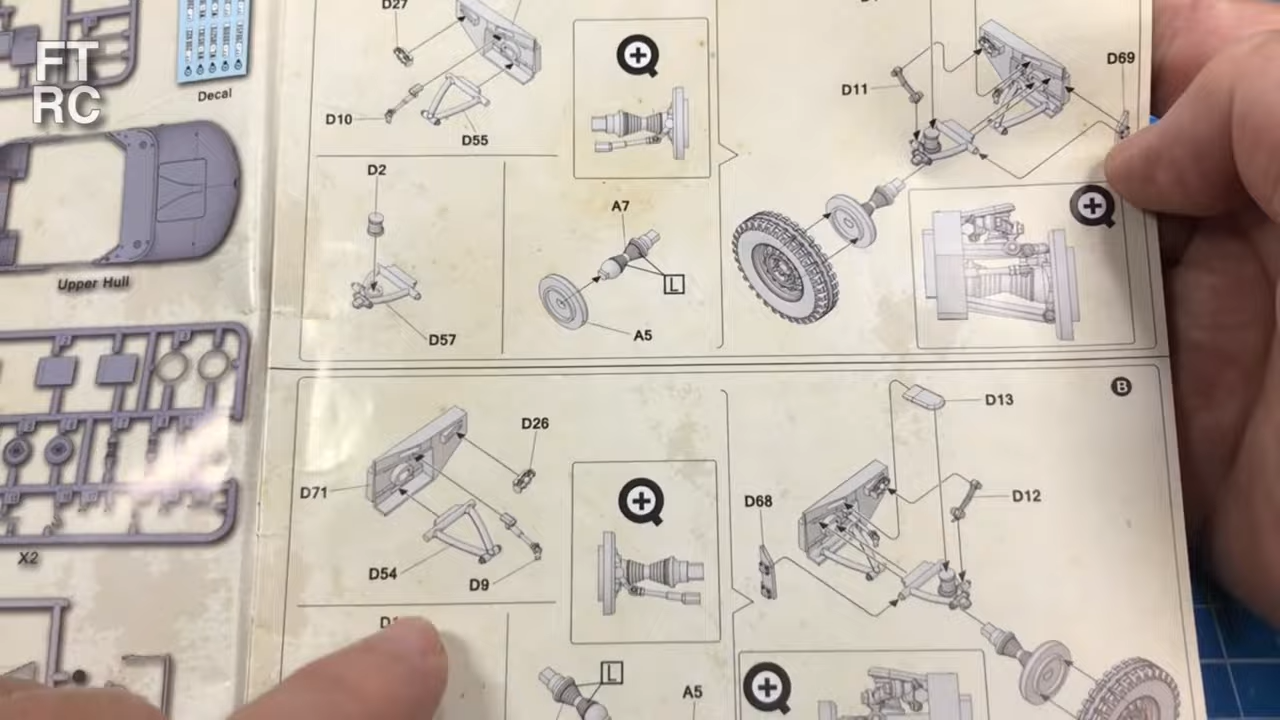 FT
RC
Decal
Upper Hull
X2
D27
D10
D55
D2
D57
A7
L
A5
D11
D69
D71
D26
D54
D9
L
A5
B
D13
D12
D68